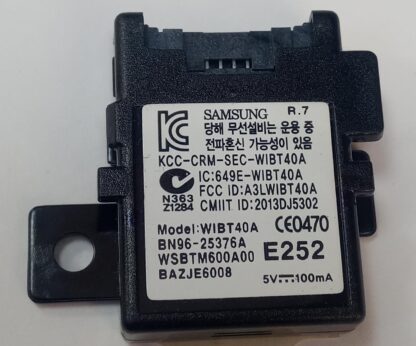 SAMSUNG R.7
당해 무선설비는 운용 중
전파혼신 가능성이 있음
KCC-CRM-SEC-WIBT40A
IC:649E-WIBT40A
N363 FCC ID:A3LWIBT40A
Z1284 CMIIT ID:2013DJ5302
Model:WIBT40A CE0470
BN96-25376A
WSBTM600A00 E252
BAZJE6008 5V⎓100mA